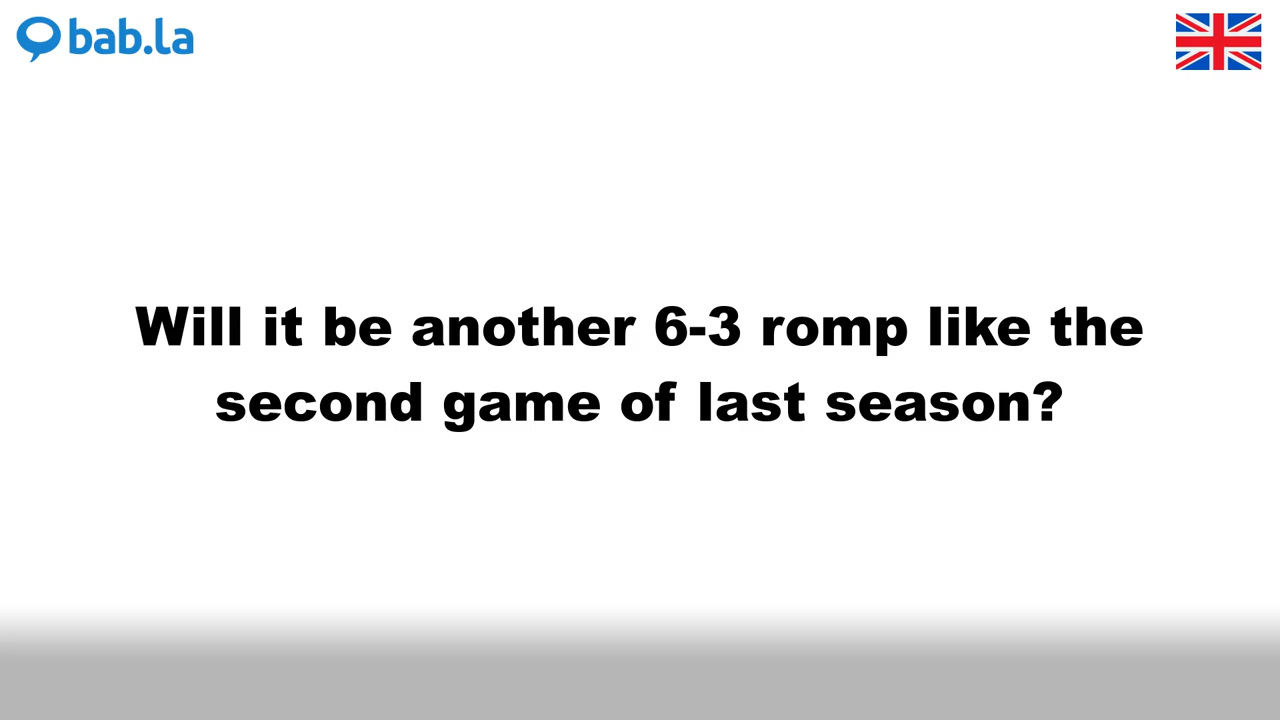 bab.la
Will it be another 6-3 romp like the
second game of last season?